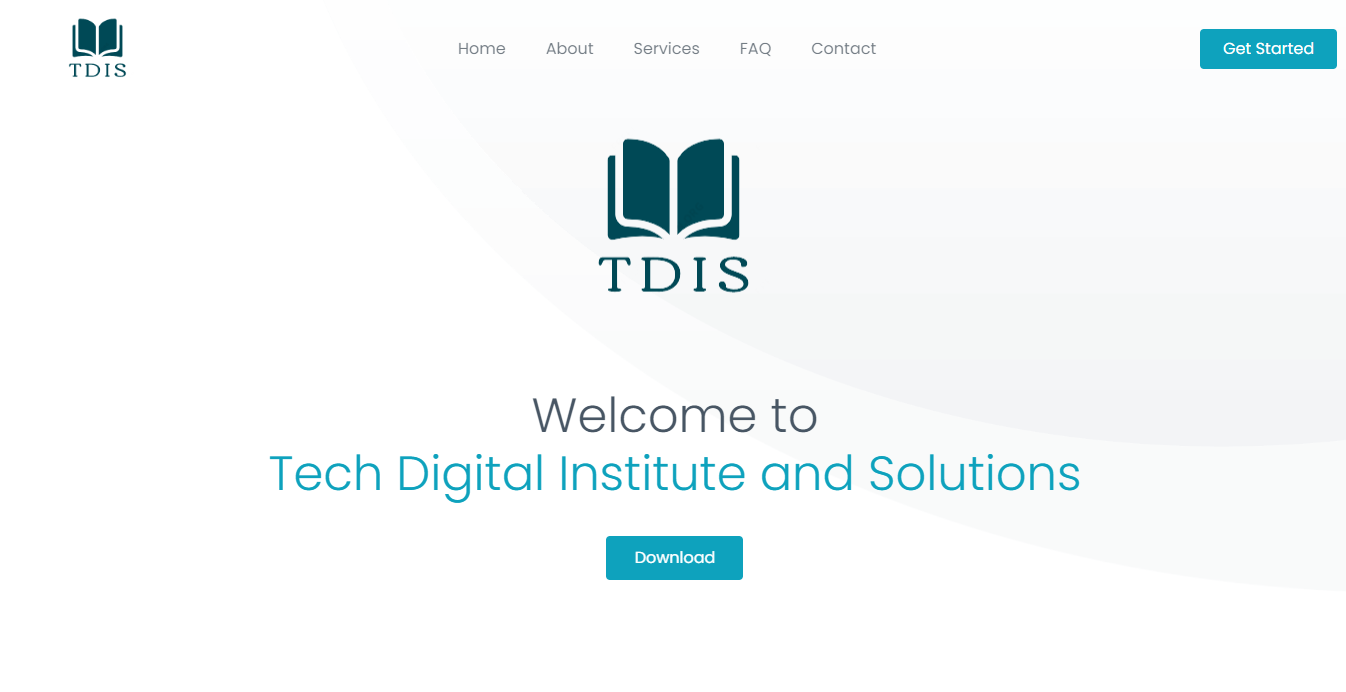 TDIS
Home About Services FAQ Contact
Get Started
TDIS
Welcome to
Tech Digital Institute and Solutions
Download